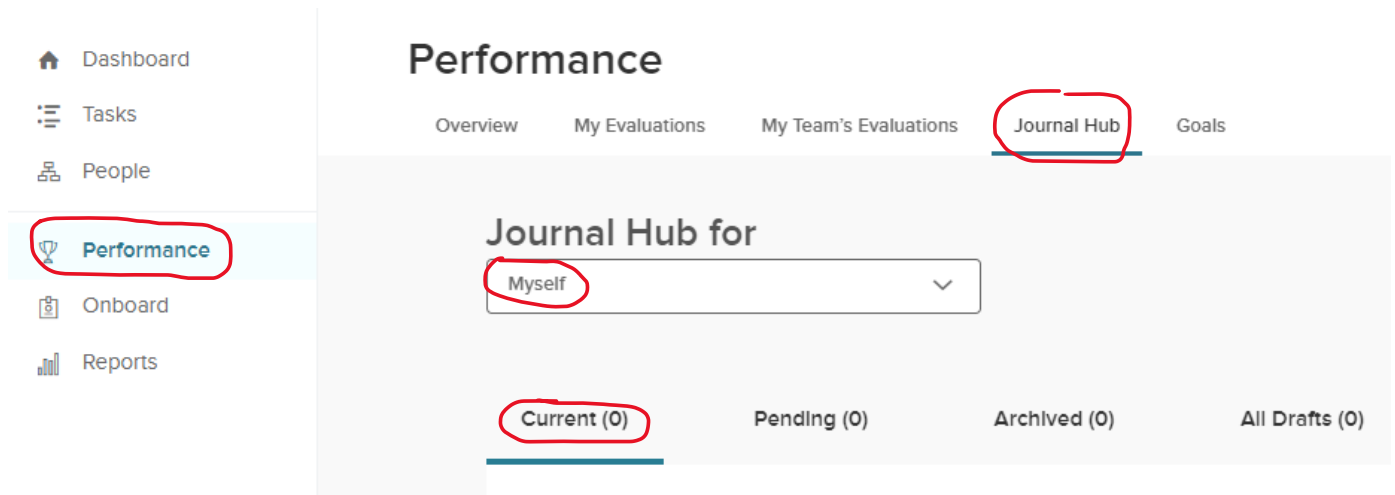 Dashboard
Tasks
People
Performance
Onboard
Reports
Performance
Overview My Evaluations My Team's Evaluations Journal Hub Goals
Journal Hub for
Myself
Current (0) Pending (0) Archived (0) All Drafts (0)